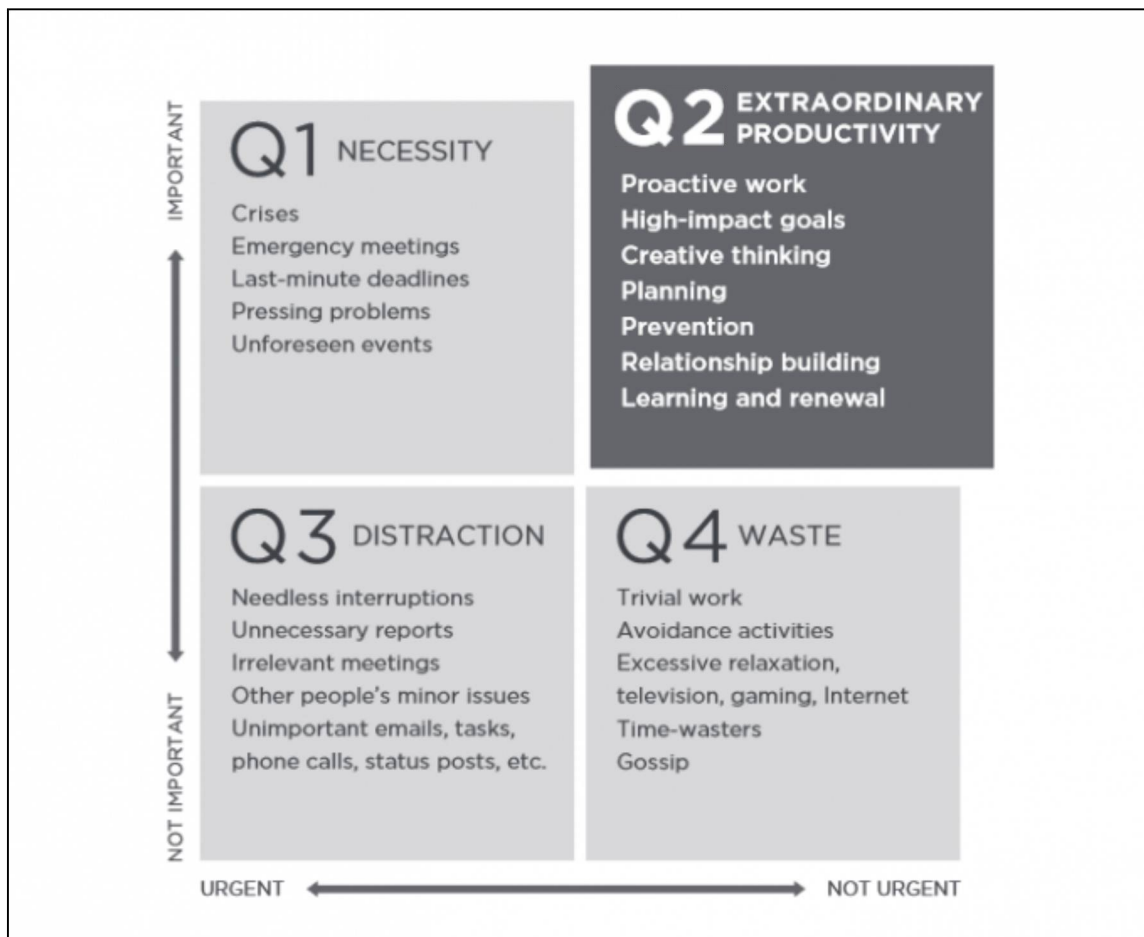 IMPORTANT
NOT IMPORTANT
Q1 NECESSITY
Crises
Emergency meetings
Last-minute deadlines
Pressing problems
Unforeseen events
Q2 EXTRAORDINARY
PRODUCTIVITY
Proactive work
High-impact goals
Creative thinking
Planning
Prevention
Relationship building
Learning and renewal
Q3 DISTRACTION
Needless interruptions
Unnecessary reports
Irrelevant meetings
Other people’s minor issues
Unimportant emails, tasks,
phone calls, status posts, etc.
Q4 WASTE
Trivial work
Avoidance activities
Excessive relaxation,
television, gaming, Internet
Time-wasters
Gossip
URGENT
NOT URGENT